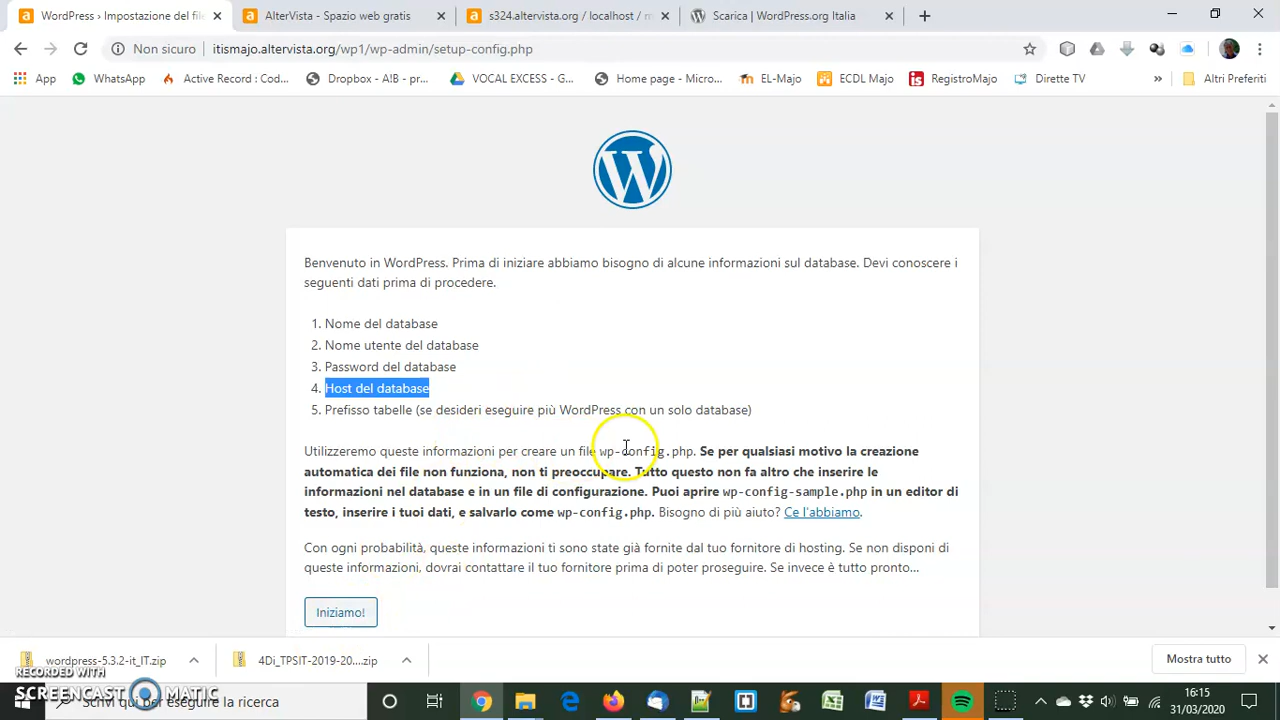 WordPress › Impostazione del file
AlterVista - Spazio web gratis
s324.altervista.org / localhost / m
Scarica | WordPress.org Italia
Non sicuro
itismajo.altervista.org/wp1/wp-admin/setup-config.php
App
WhatsApp
Active Record : Cod...
Dropbox - AIB - pr...
VOCAL EXCESS - G...
Home page - Micro...
EL-Majo
ECDL Majo
RegistroMajo
Dirette TV
»
Altri Preferiti
Benvenuto in WordPress. Prima di iniziare abbiamo bisogno di alcune informazioni sul database. Devi conoscere i
seguenti dati prima di procedere.
1. Nome del database
2. Nome utente del database
3. Password del database
4. Host del database
5. Prefisso tabelle (se desideri eseguire più WordPress con un solo database)
Utilizzeremo queste informazioni per creare un file wp-config.php. Se per qualsiasi motivo la creazione
automatica dei file non funziona, non ti preoccupare. Tutto questo non fa altro che inserire le
informazioni nel database e in un file di configurazione. Puoi aprire wp-config-sample.php in un editor di
testo, inserire i tuoi dati, e salvarlo come wp-config.php. Bisogno di più aiuto? Ce l'abbiamo.
Con ogni probabilità, queste informazioni ti sono state già fornite dal tuo fornitore di hosting. Se non disponi di
queste informazioni, dovrai contattare il tuo fornitore prima di poter proseguire. Se invece è tutto pronto...
Iniziamo!
wordpress-5.3.2-it_IT.zip
4Di_TPSIT-2019-20....zip
Mostra tutto
RECORDED WITH
SCREENCAST MATIC
Scrivi qui per eseguire la ricerca
16:15
31/03/2020